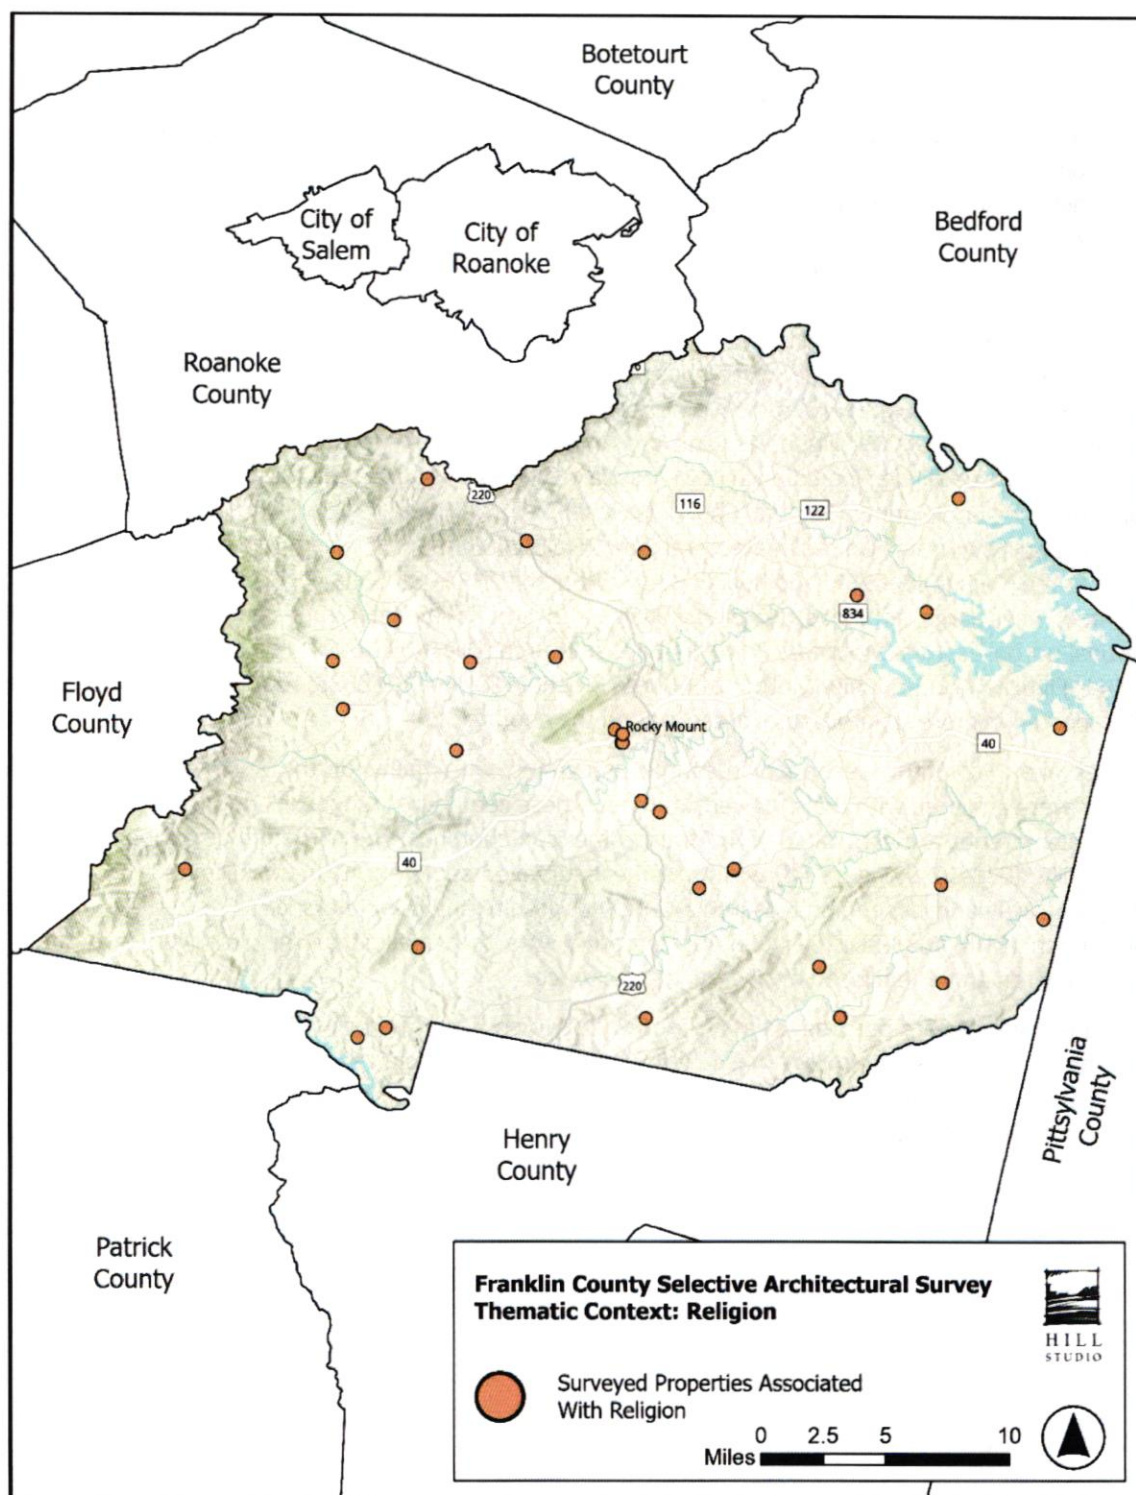 Botetourt
County
City of
Salem
City of
Roanoke
Bedford
County
Roanoke
County
220
116
122
834
Floyd
County
Rocky Mount
40
40
220
Pittsylvania
County
Henry
County
Patrick
County
Franklin County Selective Architectural Survey
Thematic Context: Religion
HILL
STUDIO
Surveyed Properties Associated
With Religion
0 2.5 5 10
Miles